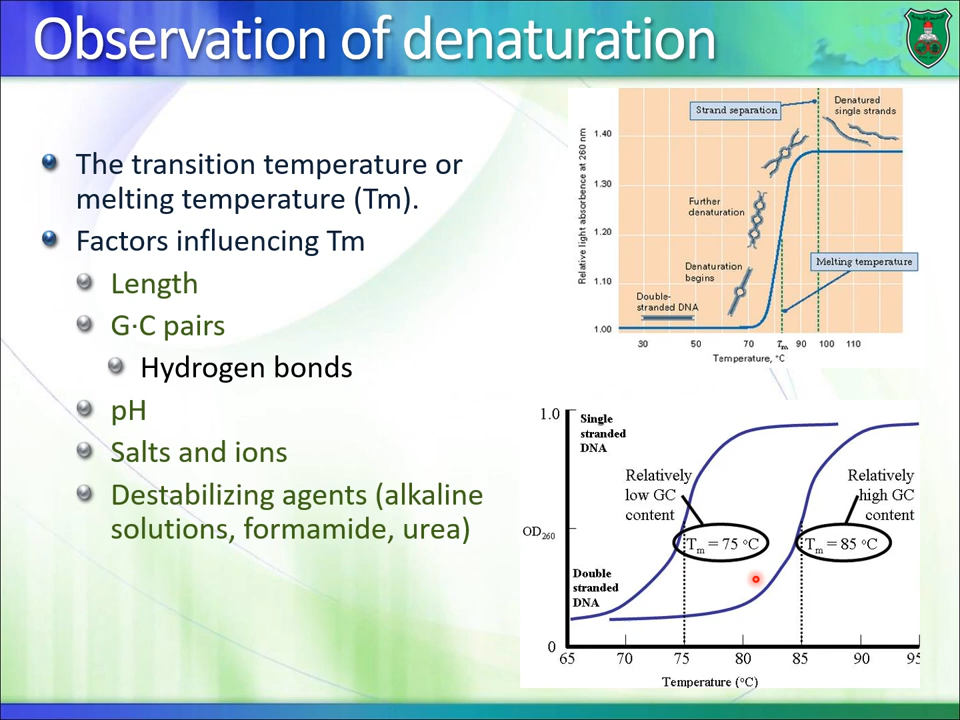 Observation of denaturation
The transition temperature or
melting temperature (Tm).
Factors influencing Tm
Length
G·C pairs
Hydrogen bonds
pH
Salts and ions
Destabilizing agents (alkaline
solutions, formamide, urea)
Relative light absorbence at 260 nm
1.40
1.30
1.20
1.10
1.00
Strand separation
Denatured
single strands
Further
denaturation
Melting temperature
Denaturation
begins
Double-
stranded DNA
30 50 70 Tm 90 100 110
Temperature, °C
1.0
Single
stranded
DNA
Relatively
low GC
content
Relatively
high GC
content
OD260
Tm = 75 °C
Tm = 85 °C
Double
stranded
DNA
0
65 70 75 80 85 90 95
Temperature (°C)